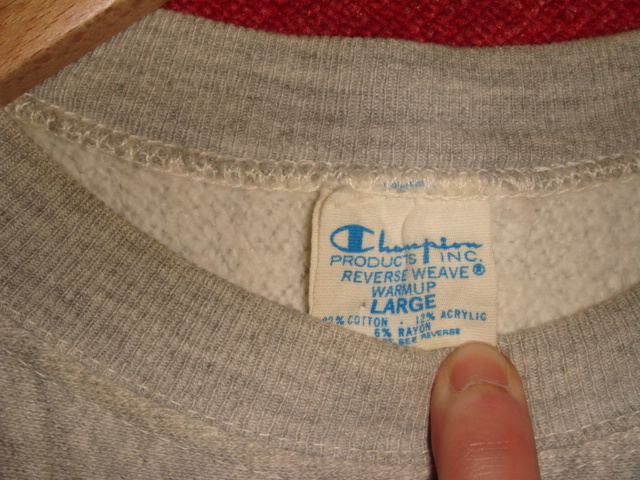 Champion
PRODUCTS INC.
REVERSE WEAVE®
WARMUP
LARGE
% COTTON · 12% ACRYLIC
6% RAYON
SEE REVERSE